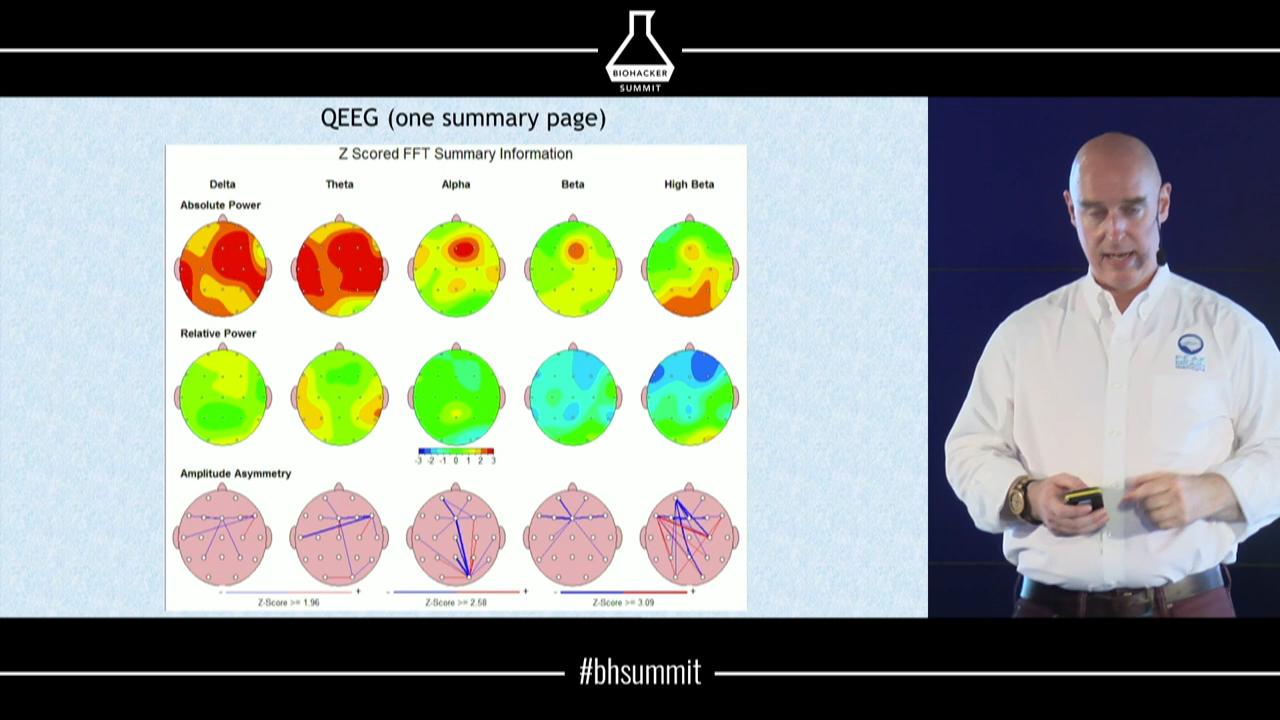 BIOHACKER
SUMMIT
QEEG (one summary page)
Z Scored FFT Summary Information
Delta Theta Alpha Beta High Beta
Absolute Power
Relative Power
-3 -2 -1 0 1 2 3
Amplitude Asymmetry
- + - + - +
Z-Score >= 1.96 Z-Score >= 2.58 Z-Score >= 3.09
PEAK
BRAIN
#bhsummit